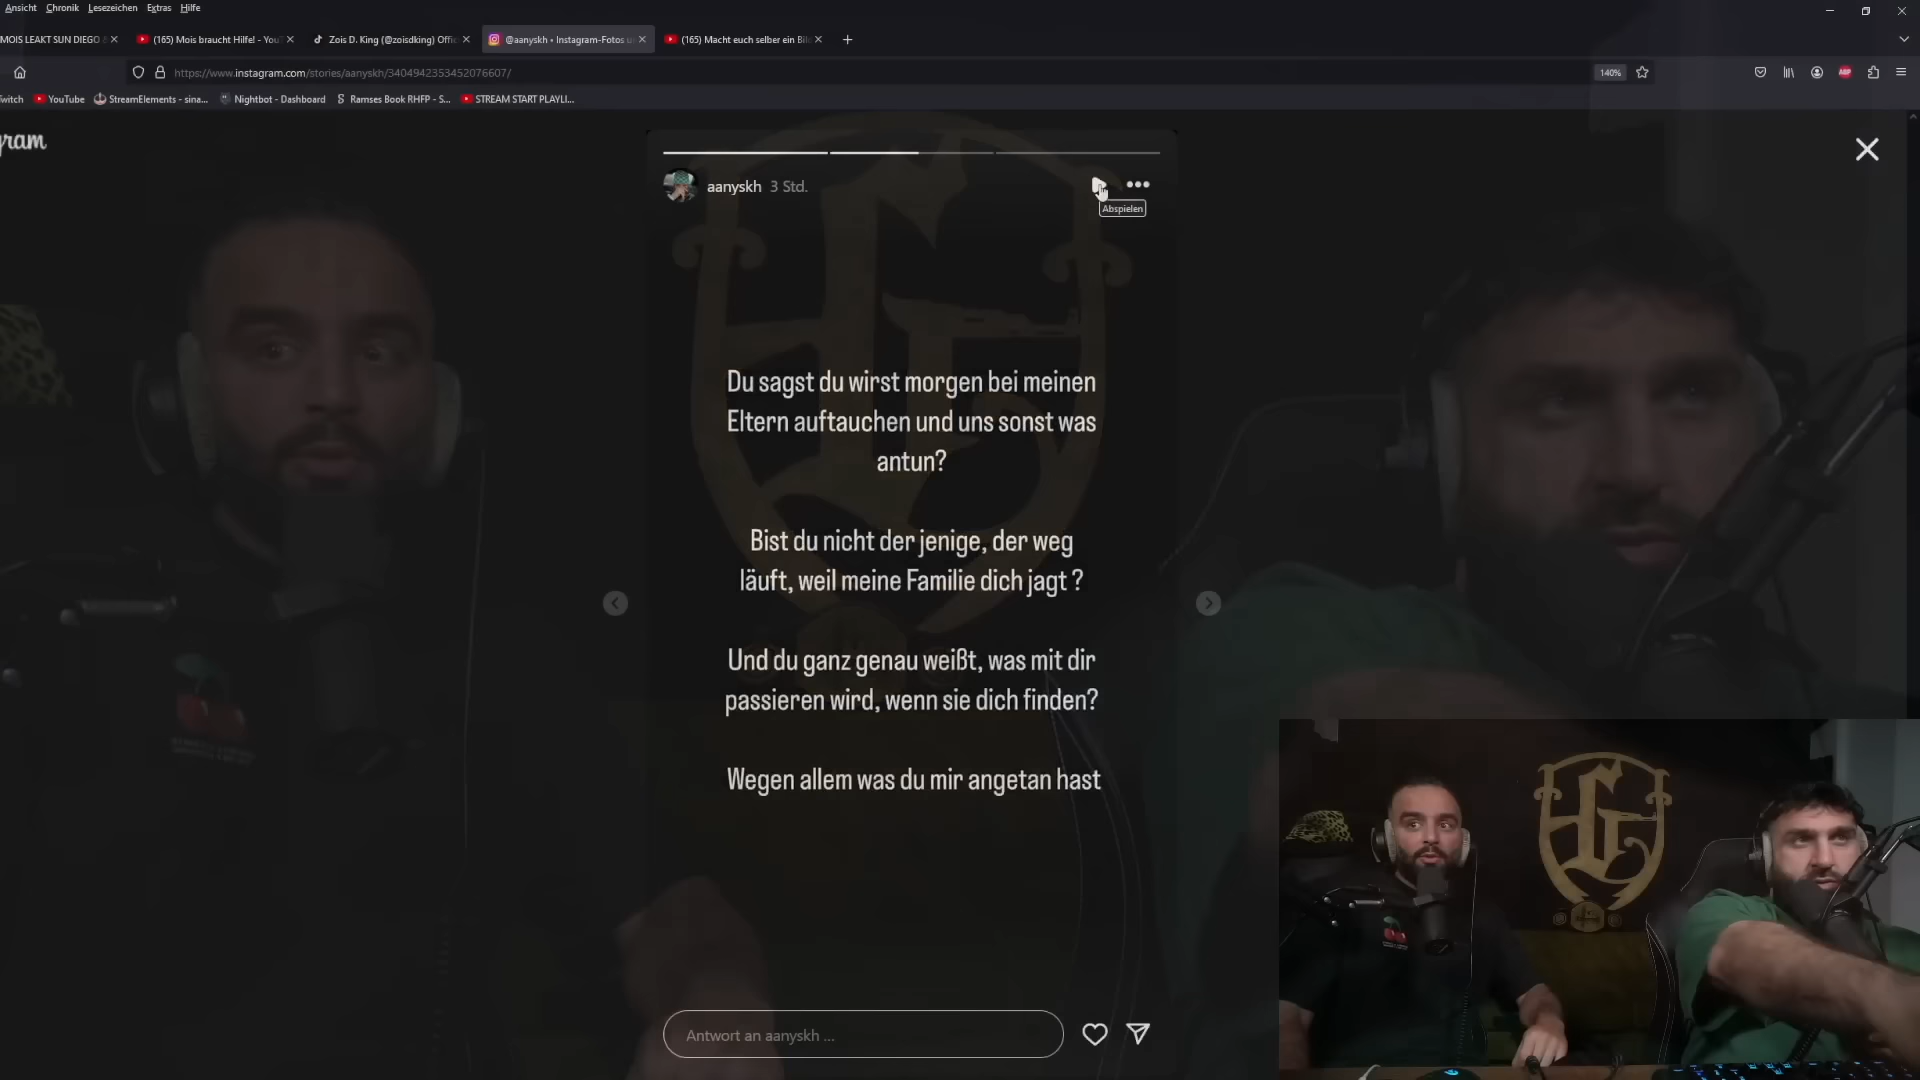 Ansicht Chronik Lesezeichen Extras Hilfe
MOIS LEAKT SUN DIEGO
(165) Mois braucht Hilfe! - You
Zois D. King (@zoisdking) Offi
@aanyskh • Instagram-Fotos u
(165) Macht euch selber ein Bil
https://www.instagram.com/stories/aanyskh/3404942353452076607/
140%
ABP
witch
YouTube
StreamElements - sina...
Nightbot - Dashboard
Ramses Book RHFP - S...
STREAM START PLAYLI...
gram
aanyskh 3 Std.
Abspielen
Du sagst du wirst morgen bei meinen
Eltern auftauchen und uns sonst was
antun?
Bist du nicht der jenige, der weg
läuft, weil meine Familie dich jagt ?
Und du ganz genau weißt, was mit dir
passieren wird, wenn sie dich finden?
Wegen allem was du mir angetan hast
Antwort an aanyskh ...